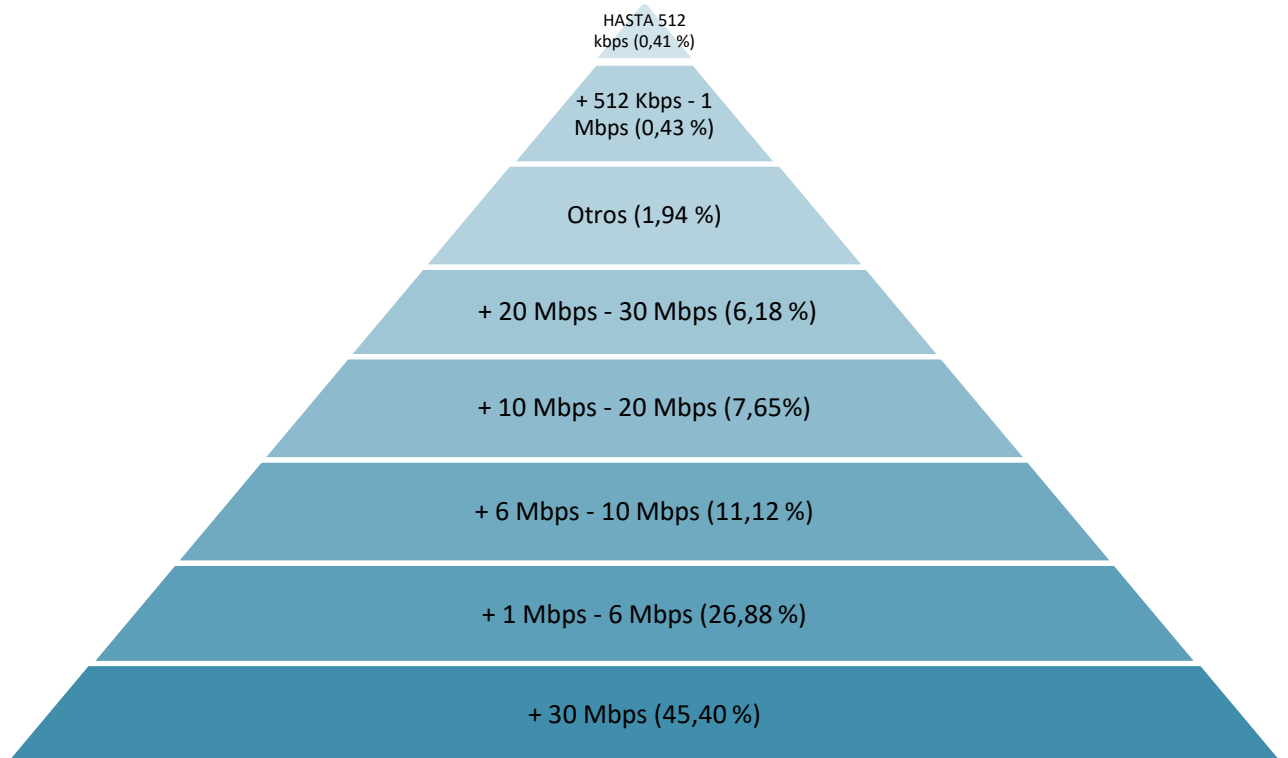 HASTA 512
kbps (0,41 %)
+ 512 Kbps - 1
Mbps (0,43 %)
Otros (1,94 %)
+ 20 Mbps - 30 Mbps (6,18 %)
+ 10 Mbps - 20 Mbps (7,65%)
+ 6 Mbps - 10 Mbps (11,12 %)
+ 1 Mbps - 6 Mbps (26,88 %)
+ 30 Mbps (45,40 %)